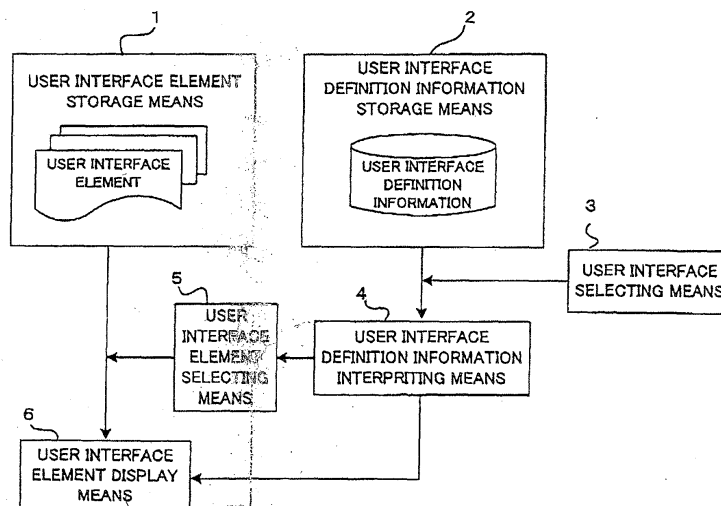 1
2
USER INTERFACE ELEMENT
STORAGE MEANS
USER INTERFACE
ELEMENT
USER INTERFACE
DEFINITION INFORMATION
STORAGE MEANS
USER INTERFACE
DEFINITION
INFORMATION
3
USER INTERFACE
SELECTING MEANS
5
USER
INTERFACE
ELEMENT
SELECTING
MEANS
4
USER INTERFACE
DEFINITION INFORMATION
INTERPRITING MEANS
6
USER INTERFACE
ELEMENT DISPLAY
MEANS